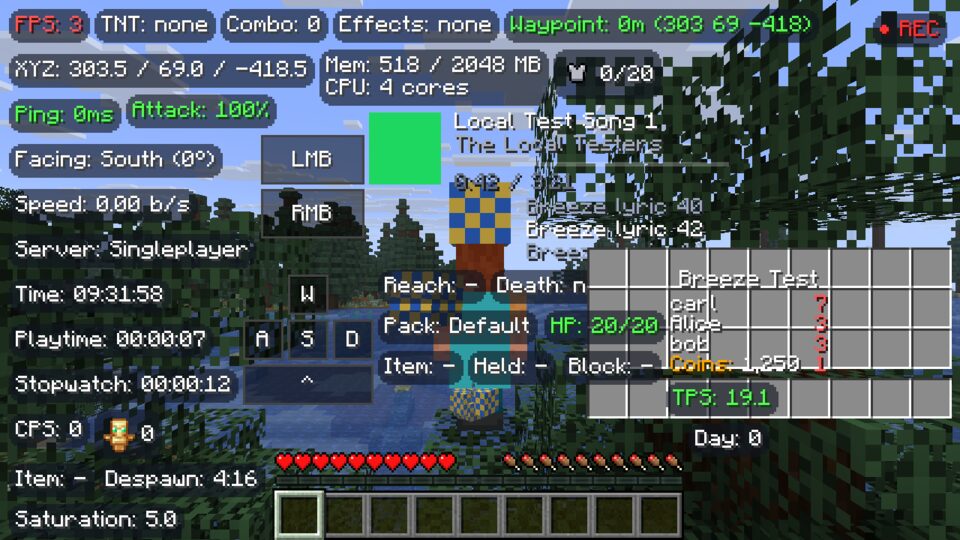 FPS: 3 TNT: none Combo: 0 Effects: none Waypoint: 0m (303 69 -418) REC
XYZ: 303.5 / 69.0 / -418.5 Mem: 518 / 2048 MB
CPU: 4 cores
0/20
Ping: 0ms Attack: 100%
Local Test Song 1
The Local Testers
Facing: South (0°) LMB
0:42 /
Speed: 0.00 b/s RMB
Breeze lyric 40
Breeze lyric 42
Server: Singleplayer
Bree
Reach: - Death: n
Breeze Test
Time: 09:31:58 W
carl 7
Pack: Default HP: 20/20
Alice 3
Playtime: 00:00:07 A S D
bob 3
Item: - Held: - Block: -
Coins: 1,250 1
Stopwatch: 00:00:12 ^
TPS: 19.1
CPS: 0 0
Day: 0
Item: - Despawn: 4:16
Saturation: 5.0